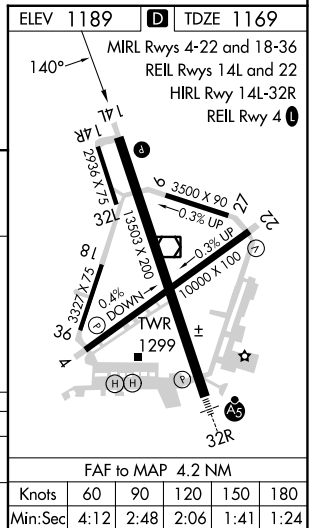 ELEV 1189 D TDZE 1169
MIRL Rwys 4-22 and 18-36
REIL Rwys 14L and 22
HIRL Rwy 14L-32R
REIL Rwy 4 L
140°
14L
14R
P
2936 X 75
32L
9
3500 X 90
0.3% UP
27
22
13503 X 200
0.3% UP
18
3327 X 75
36
0.4%
DOWN
P
4
10000 X 100
TWR
1299
±
H H
P
A5
32R
FAF to MAP 4.2 NM
Knots 60 90 120 150 180
Min:Sec 4:12 2:48 2:06 1:41 1:24